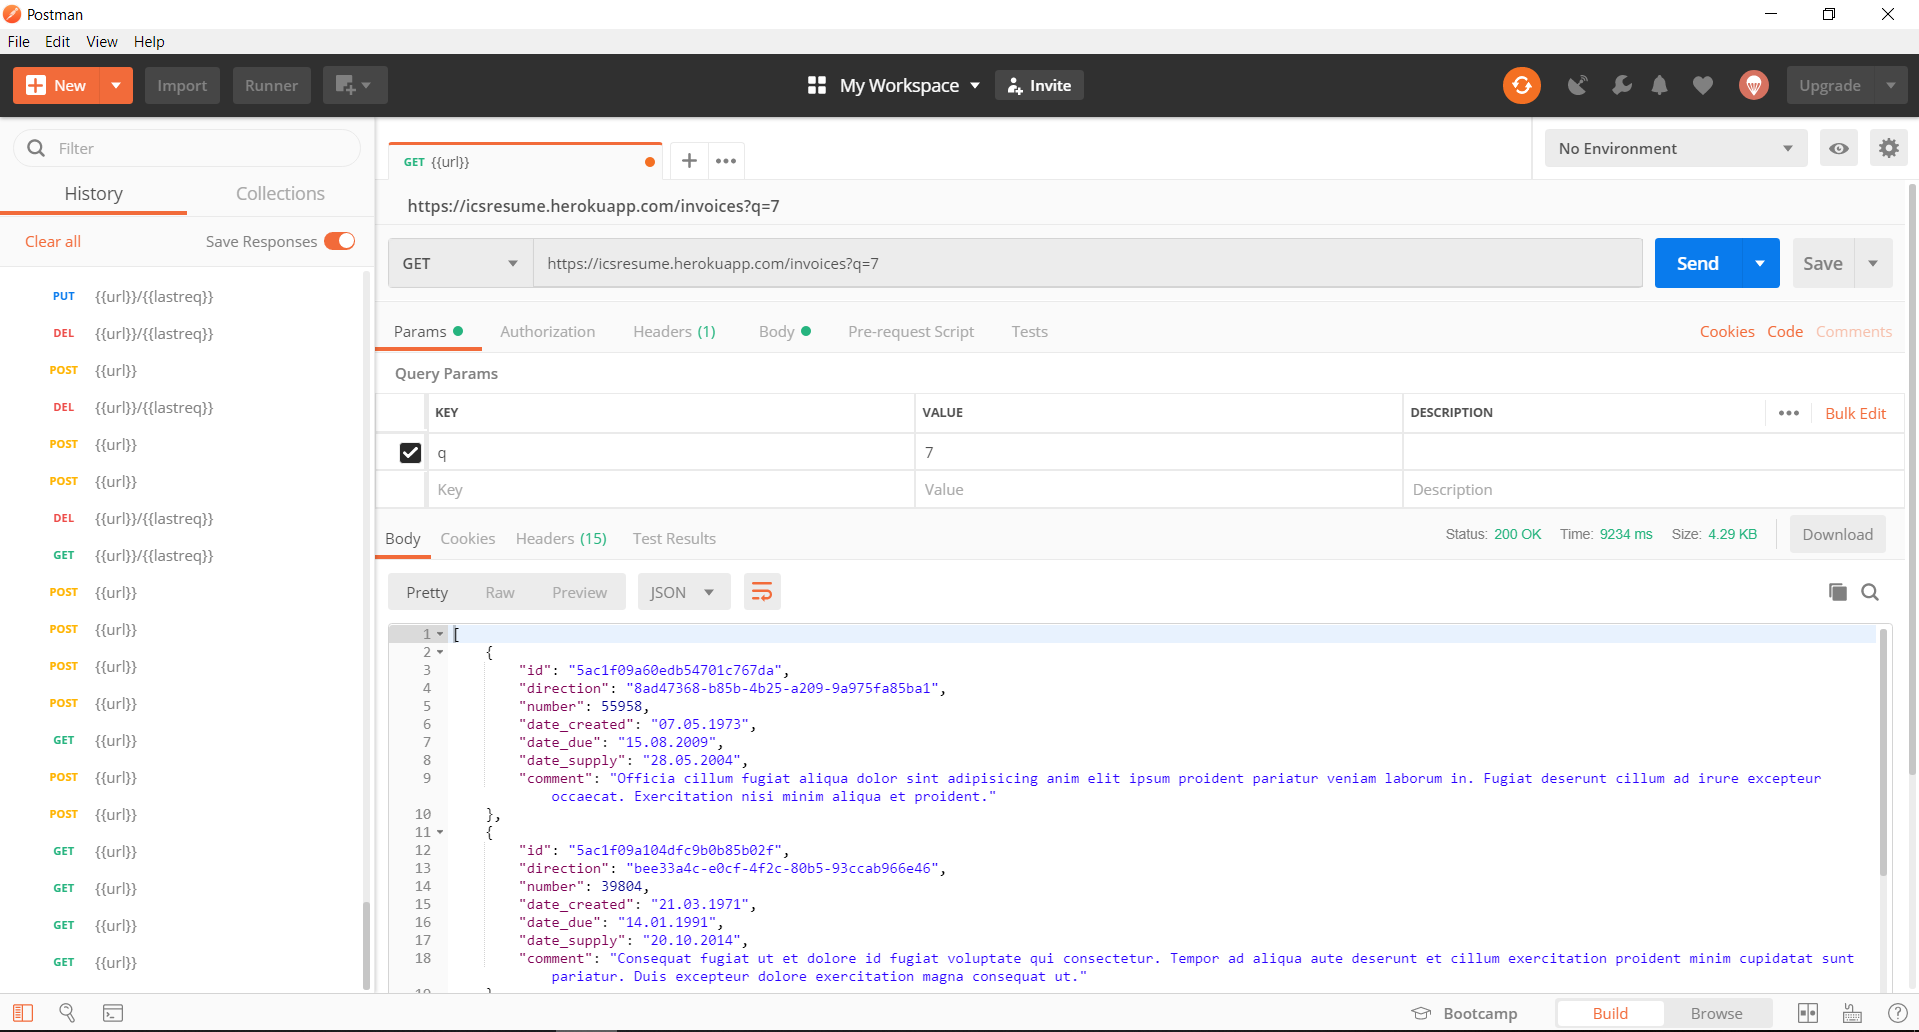 Postman
File Edit View Help
New Import Runner My Workspace Invite Upgrade
Filter
History Collections
Clear all Save Responses
PUT {{url}}/{{lastreq}}
DEL {{url}}/{{lastreq}}
POST {{url}}
DEL {{url}}/{{lastreq}}
POST {{url}}
POST {{url}}
DEL {{url}}/{{lastreq}}
GET {{url}}/{{lastreq}}
POST {{url}}
POST {{url}}
POST {{url}}
POST {{url}}
GET {{url}}
POST {{url}}
POST {{url}}
GET {{url}}
GET {{url}}
GET {{url}}
GET {{url}}
GET {{url}}
No Environment
https://icsresume.herokuapp.com/invoices?q=7
GET https://icsresume.herokuapp.com/invoices?q=7 Send Save
Params Authorization Headers (1) Body Pre-request Script Tests Cookies Code Comments
Query Params
KEY VALUE DESCRIPTION Bulk Edit
q 7
Key Value Description
Body Cookies Headers (15) Test Results Status: 200 OK Time: 9234 ms Size: 4.29 KB Download
Pretty Raw Preview JSON
1 [
2 {
3 "id": "5ac1f09a60edb54701c767da",
4 "direction": "8ad47368-b85b-4b25-a209-9a975fa85ba1",
5 "number": 55958,
6 "date_created": "07.05.1973",
7 "date_due": "15.08.2009",
8 "date_supply": "28.05.2004",
9 "comment": "Officia cillum fugiat aliqua dolor sint adipisicing anim elit ipsum proident pariatur veniam laborum in. Fugiat deserunt cillum ad irure excepteur
occaecat. Exercitation nisi minim aliqua et proident."
10 },
11 {
12 "id": "5ac1f09a104dfc9b0b85b02f",
13 "direction": "bee33a4c-e0cf-4f2c-80b5-93ccab966e46",
14 "number": 39804,
15 "date_created": "21.03.1971",
16 "date_due": "14.01.1991",
17 "date_supply": "20.10.2014",
18 "comment": "Consequat fugiat ut et dolore id fugiat voluptate qui consectetur. Tempor ad aliqua aute deserunt et cillum exercitation proident minim cupidatat sunt
pariatur. Duis excepteur dolore exercitation magna consequat ut."
Bootcamp Build Browse